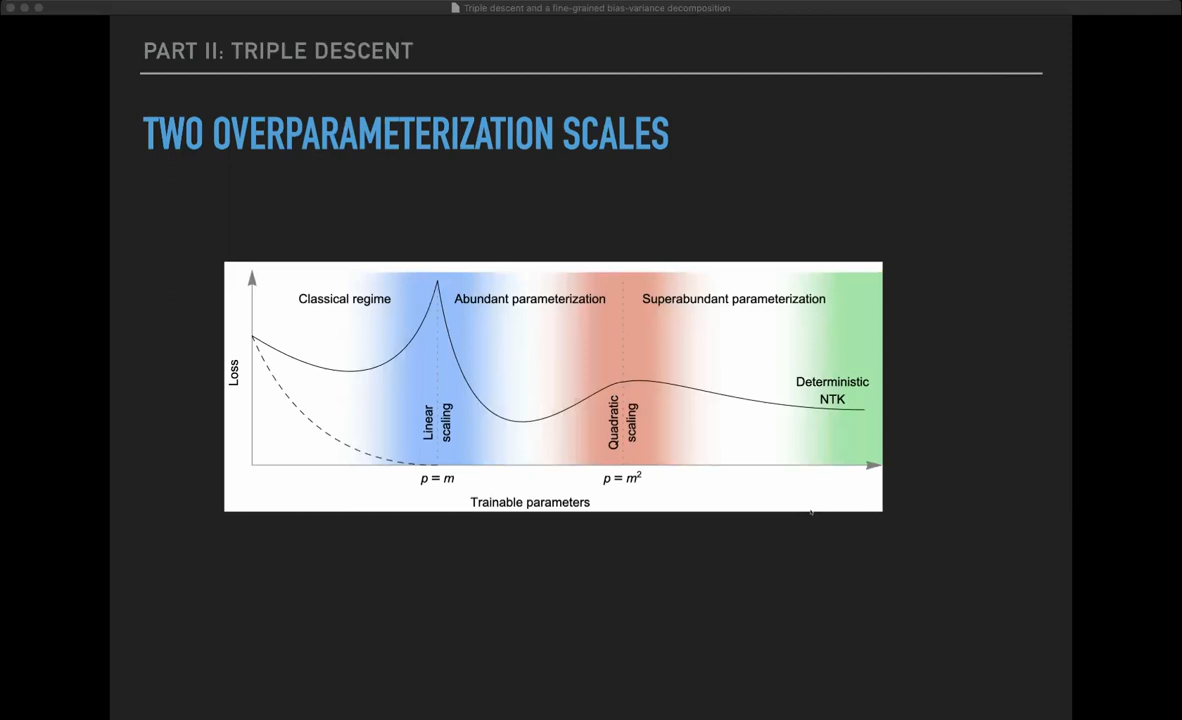 Triple descent and a fine-grained bias-variance decomposition
PART II: TRIPLE DESCENT
TWO OVERPARAMETERIZATION SCALES
Classical regime
Abundant parameterization
Superabundant parameterization
Loss
Linear
scaling
Quadratic
scaling
Deterministic
NTK
p = m
p = m²
Trainable parameters